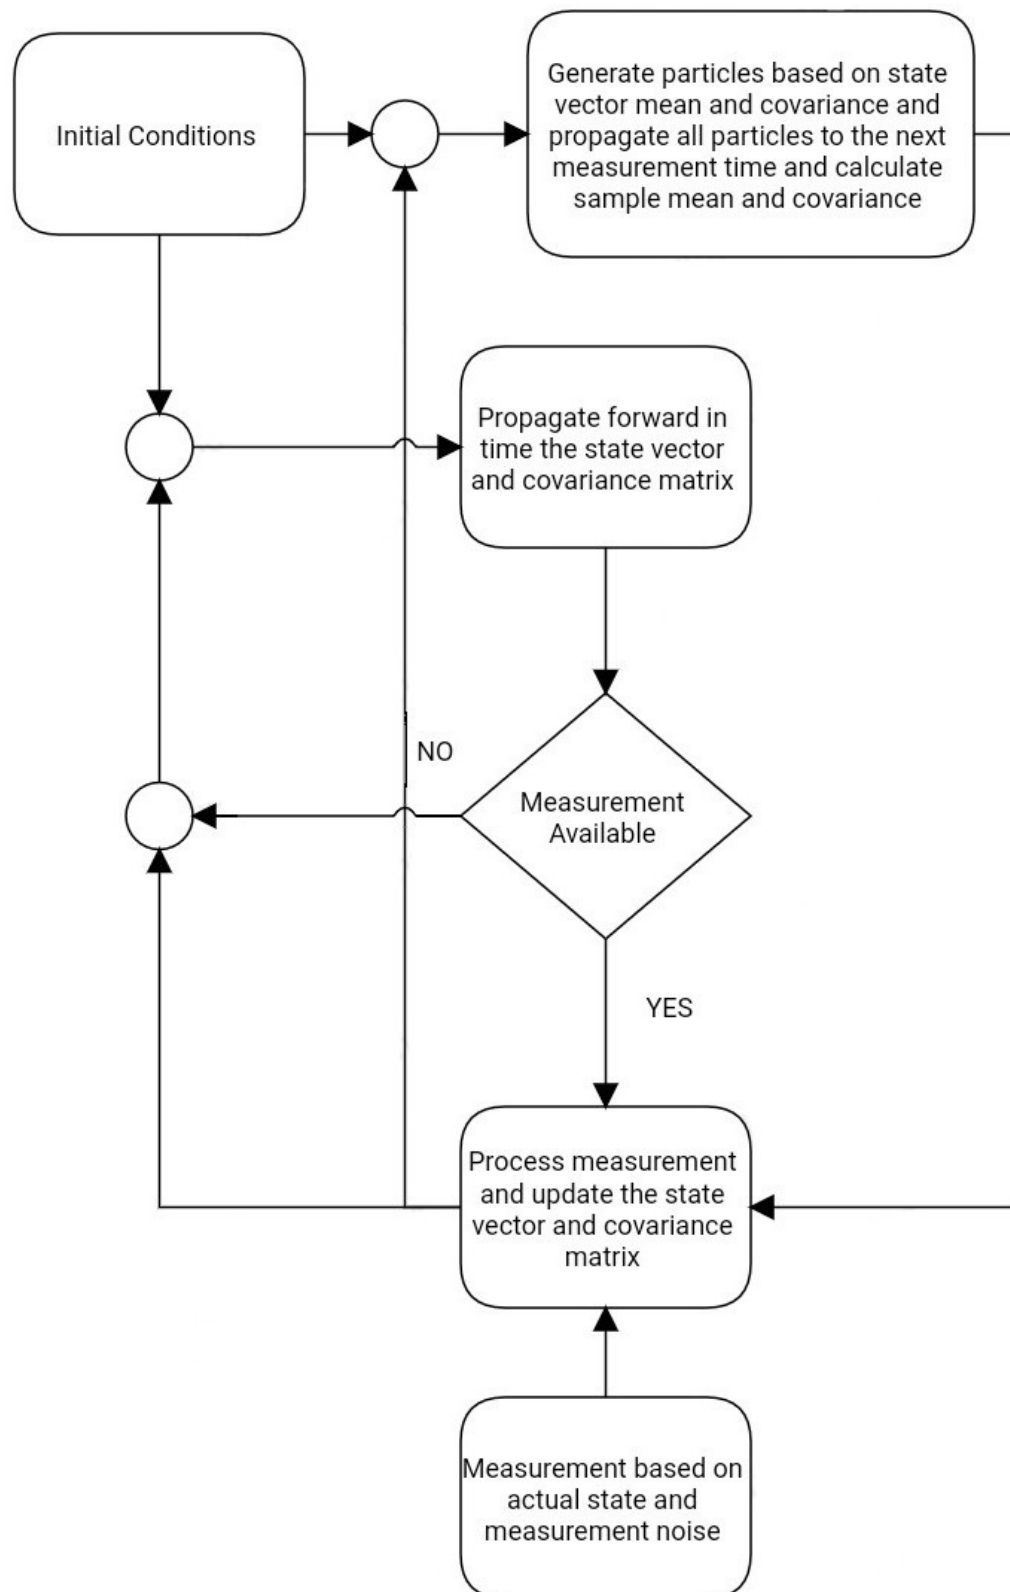 Initial Conditions
Generate particles based on state
vector mean and covariance and
propagate all particles to the next
measurement time and calculate
sample mean and covariance
Propagate forward in
time the state vector
and covariance matrix
NO
Measurement
Available
YES
Process measurement
and update the state
vector and covariance
matrix
Measurement based on
actual state and
measurement noise